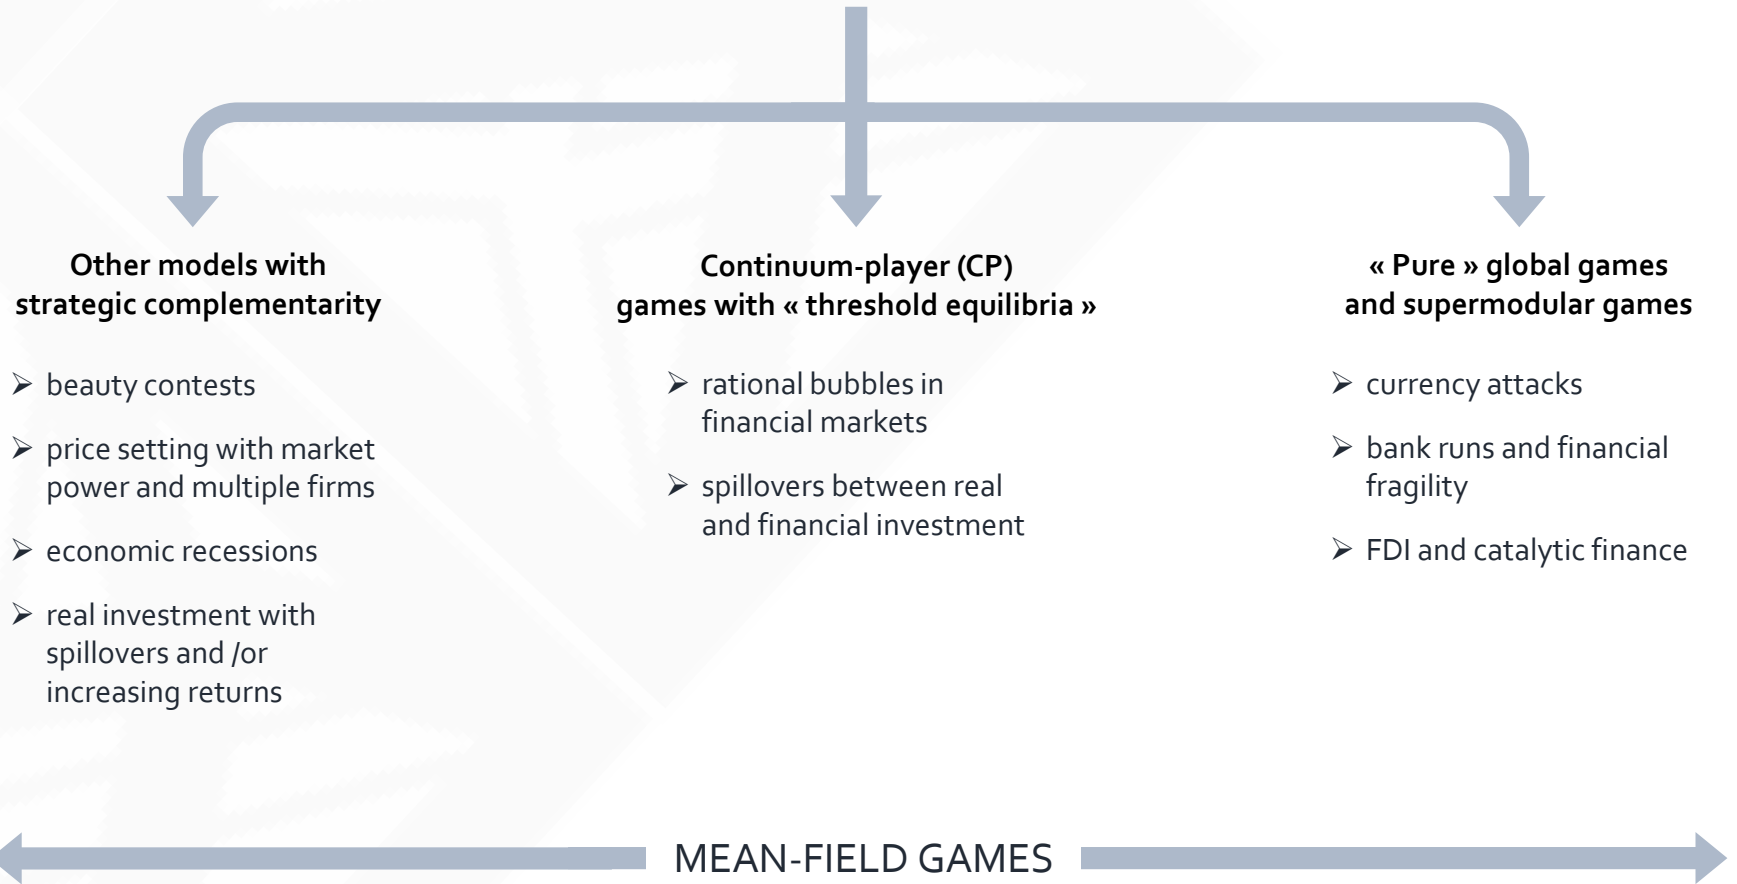 Other models with
strategic complementarity
➢ beauty contests
➢ price setting with market
power and multiple firms
➢ economic recessions
➢ real investment with
spillovers and /or
increasing returns
Continuum-player (CP)
games with « threshold equilibria »
➢ rational bubbles in
financial markets
➢ spillovers between real
and financial investment
« Pure » global games
and supermodular games
➢ currency attacks
➢ bank runs and financial
fragility
➢ FDI and catalytic finance
MEAN-FIELD GAMES